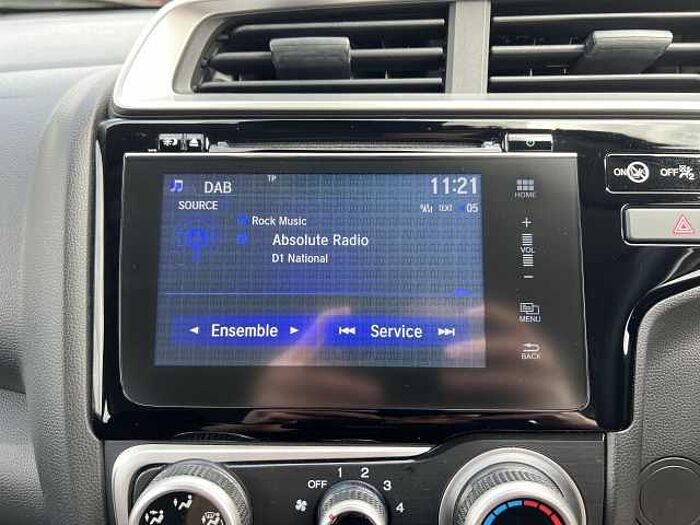 TP
DAB 11:21
SOURCE TEXT 05
Rock Music
Absolute Radio
D1 National
Ensemble Service
HOME
+
VOL
−
MENU
BACK
ON OFF
OFF 1 2
3
4